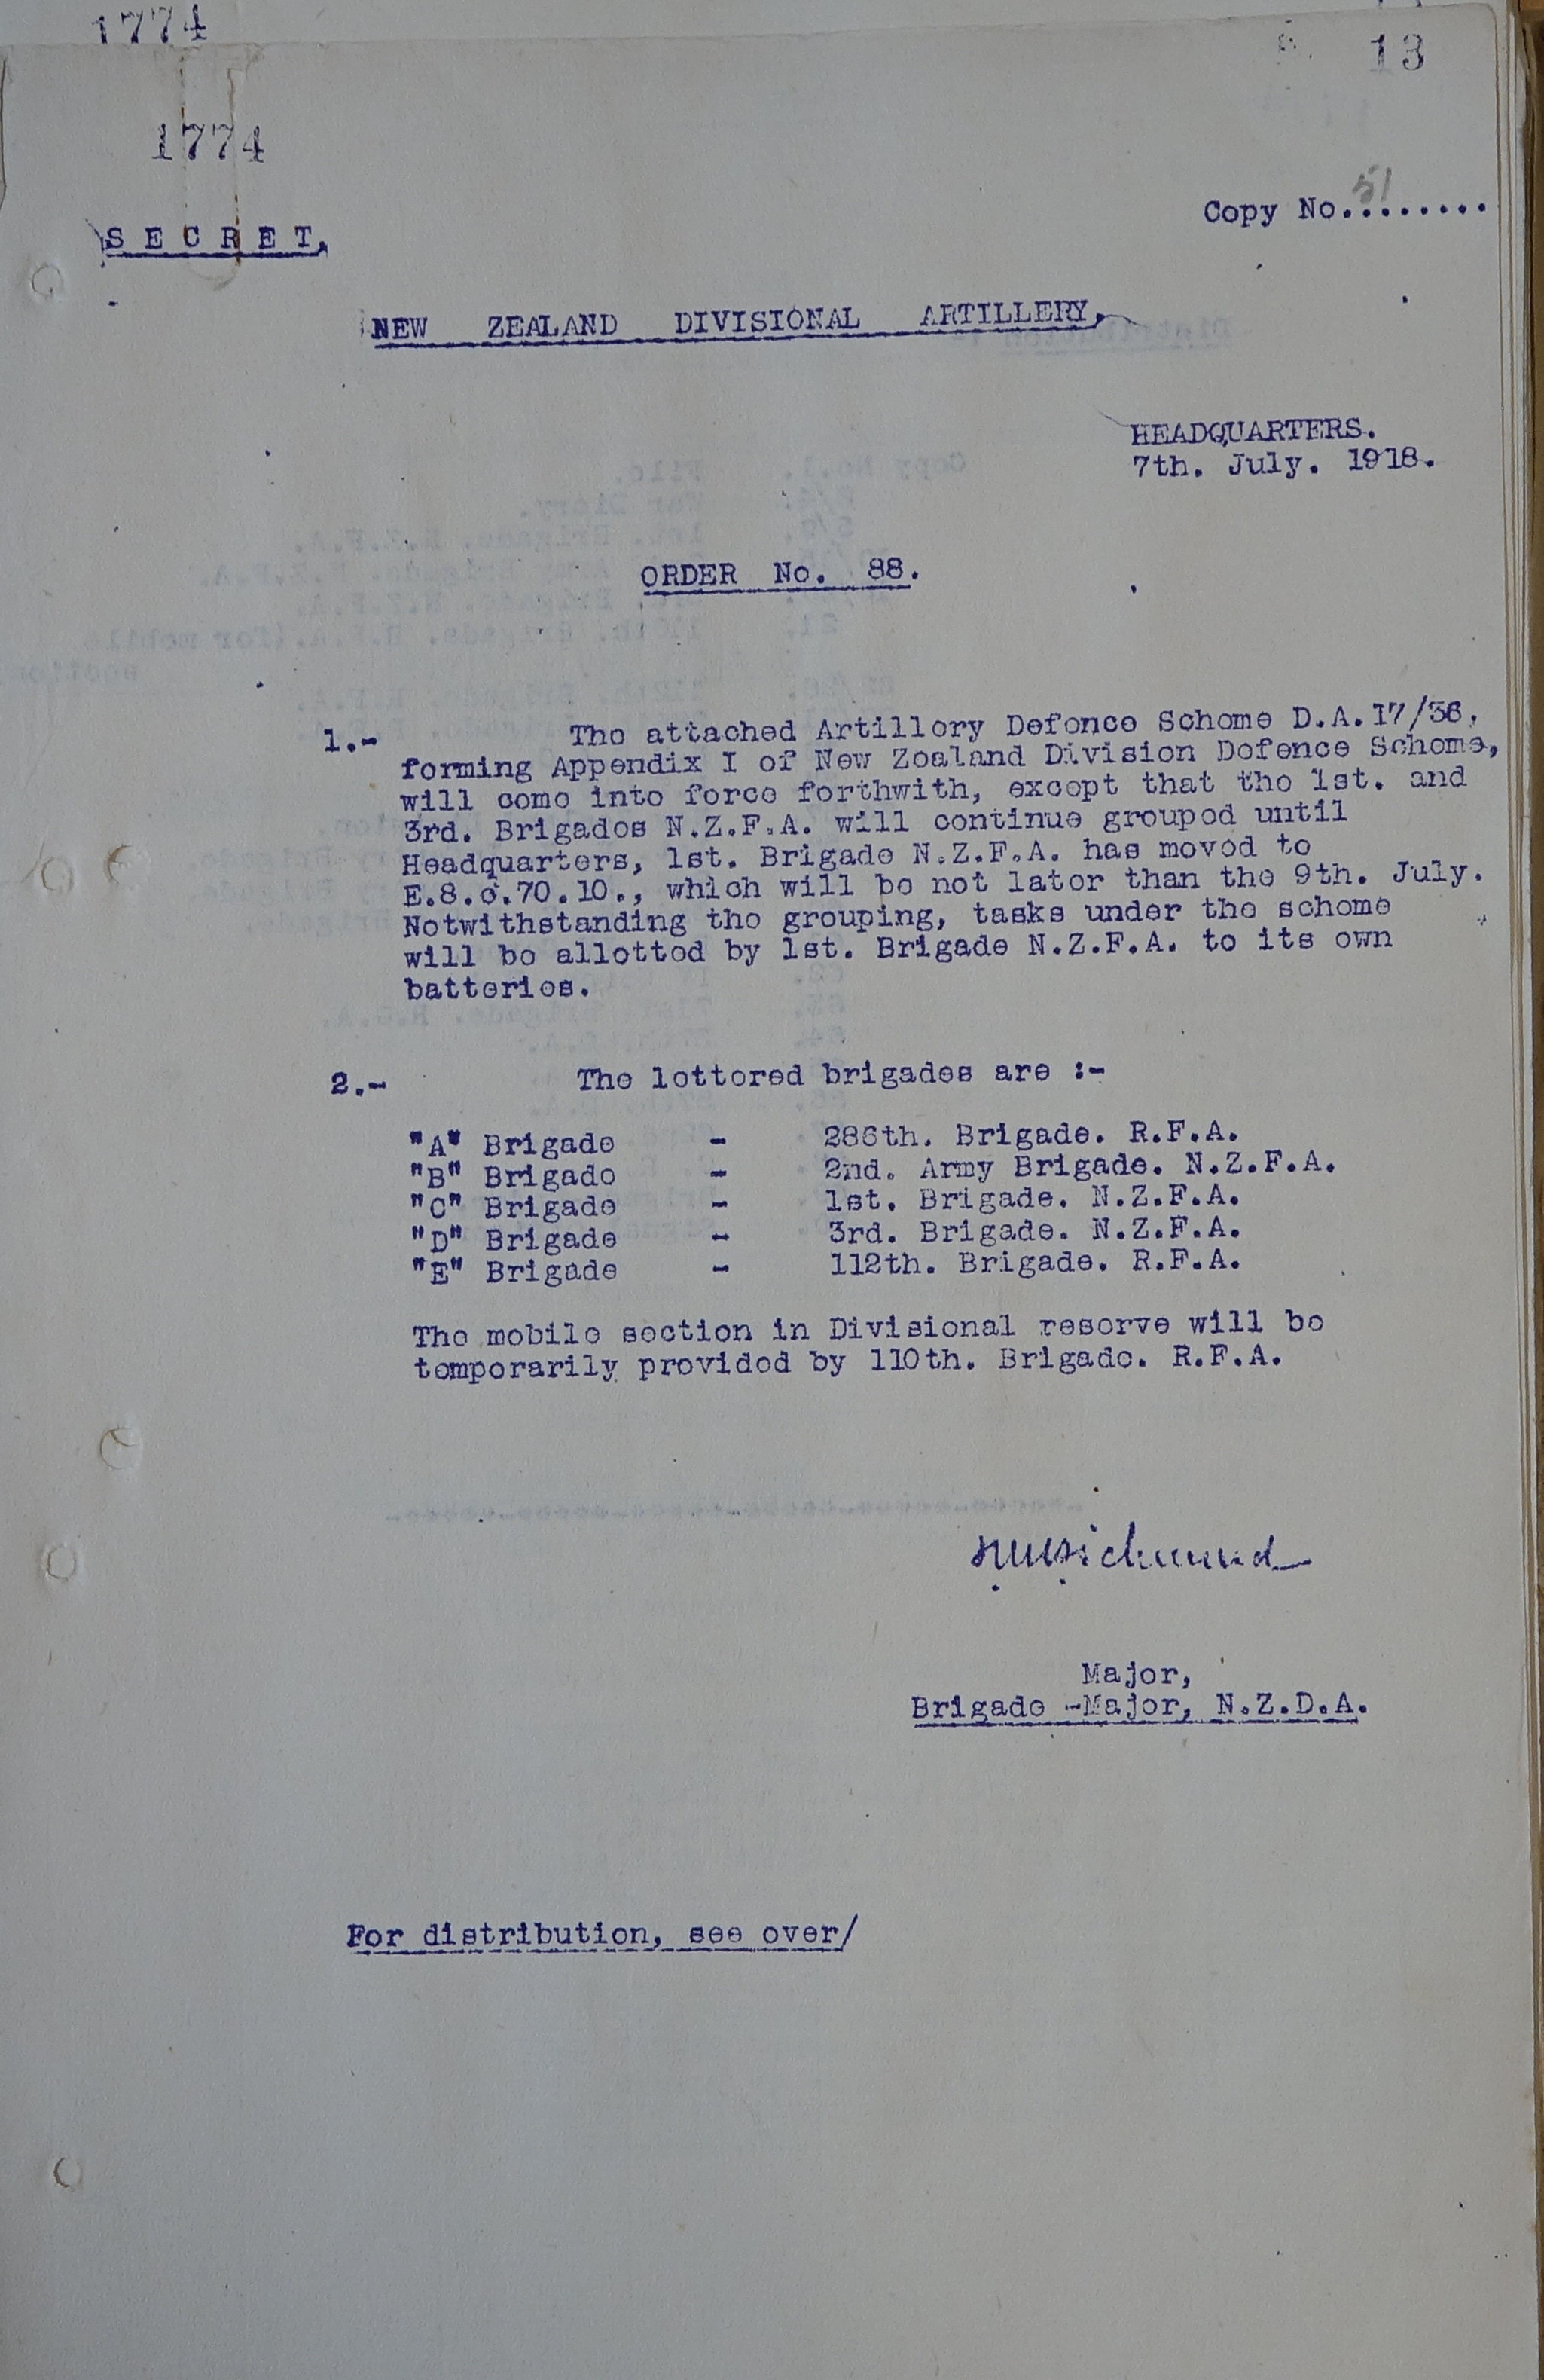 1774
13
1774
Copy No.51.......
SECRET.
NEW ZEALAND DIVISIONAL ARTILLERY.
HEADQUARTERS.
7th. July. 1918.
ORDER No. 88.
1.- The attached Artillery Defence Scheme D.A.17/36,
forming Appendix I of New Zealand Division Defence Scheme,
will come into force forthwith, except that the 1st. and
3rd. Brigades N.Z.F.A. will continue grouped until
Headquarters, 1st. Brigade N.Z.F.A. has moved to
E.8.c.70.10., which will be not later than the 9th. July.
Notwithstanding the grouping, tasks under the scheme
will be allotted by 1st. Brigade N.Z.F.A. to its own
batteries.
2.- The lettered brigades are :-
"A" Brigade - 286th. Brigade. R.F.A.
"B" Brigade - 2nd. Army Brigade. N.Z.F.A.
"C" Brigade - 1st. Brigade. N.Z.F.A.
"D" Brigade - 3rd. Brigade. N.Z.F.A.
"E" Brigade - 112th. Brigade. R.F.A.
The mobile section in Divisional reserve will be
temporarily provided by 110th. Brigade. R.F.A.
Major,
Brigade -Major, N.Z.D.A.
For distribution, see over/